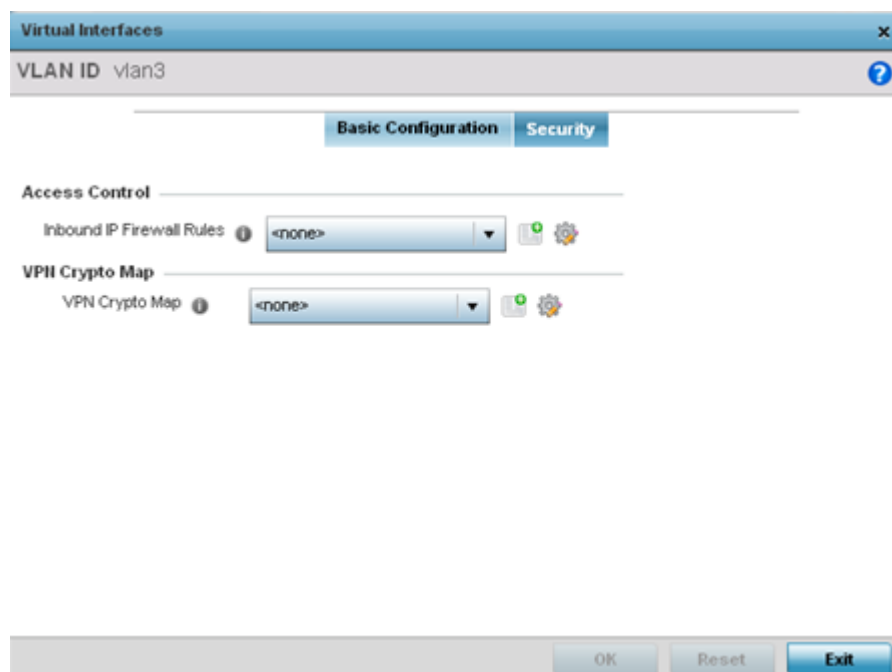 Virtual Interfaces
VLAN ID vlan3
Basic Configuration Security
Access Control
Inbound IP Firewall Rules <none>
VPN Crypto Map
VPN Crypto Map <none>
OK Reset Exit